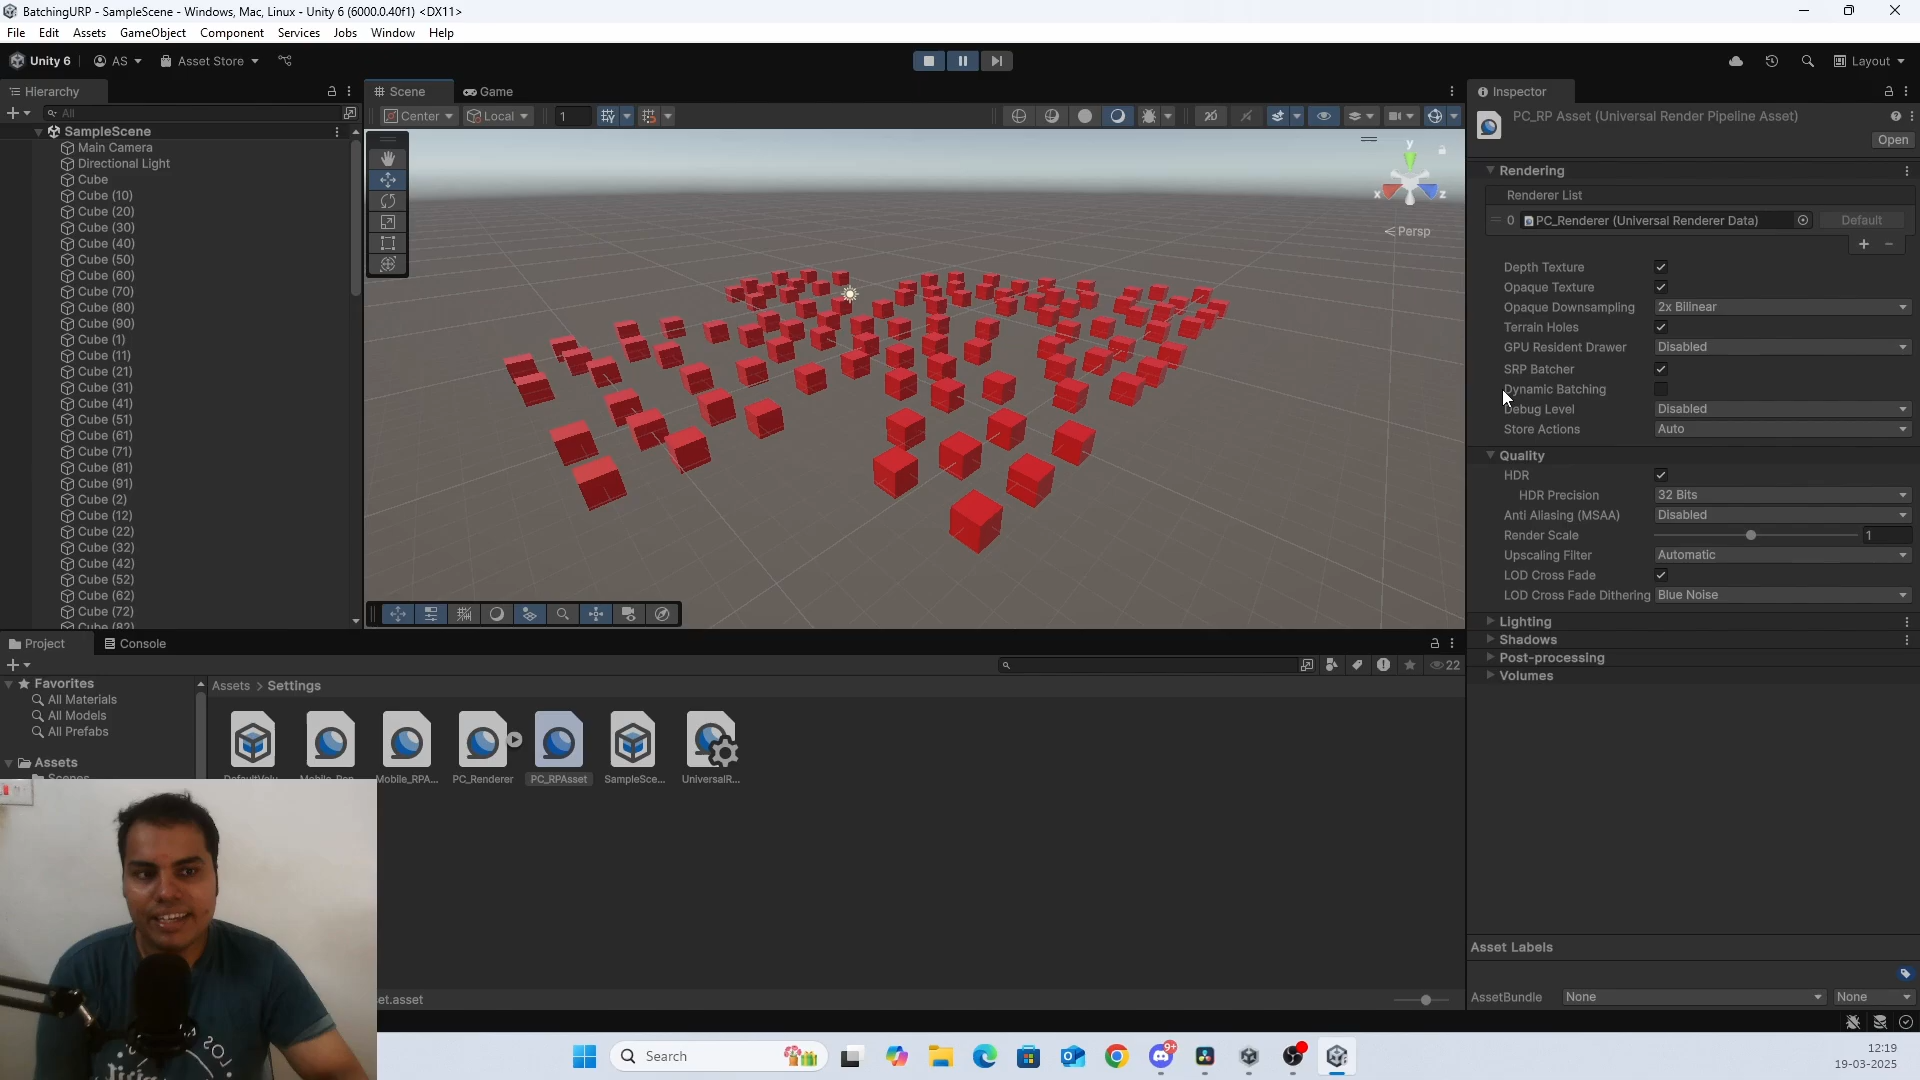 BatchingURP - SampleScene - Windows, Mac, Linux - Unity 6 (6000.0.40f1) <DX11>
File Edit Assets GameObject Component Services Jobs Window Help
Unity 6 AS Asset Store Layout
Hierarchy
All
SampleScene
Main Camera
Directional Light
Cube
Cube (10)
Cube (20)
Cube (30)
Cube (40)
Cube (50)
Cube (60)
Cube (70)
Cube (80)
Cube (90)
Cube (1)
Cube (11)
Cube (21)
Cube (31)
Cube (41)
Cube (51)
Cube (61)
Cube (71)
Cube (81)
Cube (91)
Cube (2)
Cube (12)
Cube (22)
Cube (32)
Cube (42)
Cube (52)
Cube (62)
Cube (72)
Cube (82)
Scene Game
Center Local 1 2D
y
x z
Persp
Inspector
PC_RP Asset (Universal Render Pipeline Asset)
Open
Rendering
Renderer List
0 PC_Renderer (Universal Renderer Data) Default
Depth Texture
Opaque Texture
Opaque Downsampling 2x Bilinear
Terrain Holes
GPU Resident Drawer Disabled
SRP Batcher
Dynamic Batching
Debug Level Disabled
Store Actions Auto
Quality
HDR
HDR Precision 32 Bits
Anti Aliasing (MSAA) Disabled
Render Scale 1
Upscaling Filter Automatic
LOD Cross Fade
LOD Cross Fade Dithering Blue Noise
Lighting
Shadows
Post-processing
Volumes
Asset Labels
AssetBundle None None
Project Console
22
Favorites
All Materials
All Models
All Prefabs
Assets
Scenes
Assets > Settings
DefaultVolu Mobile_Ren Mobile_RPA... PC_Renderer PC_RPAsset SampleSce... UniversalR...
et.asset
Search
9+
12:19
19-03-2025